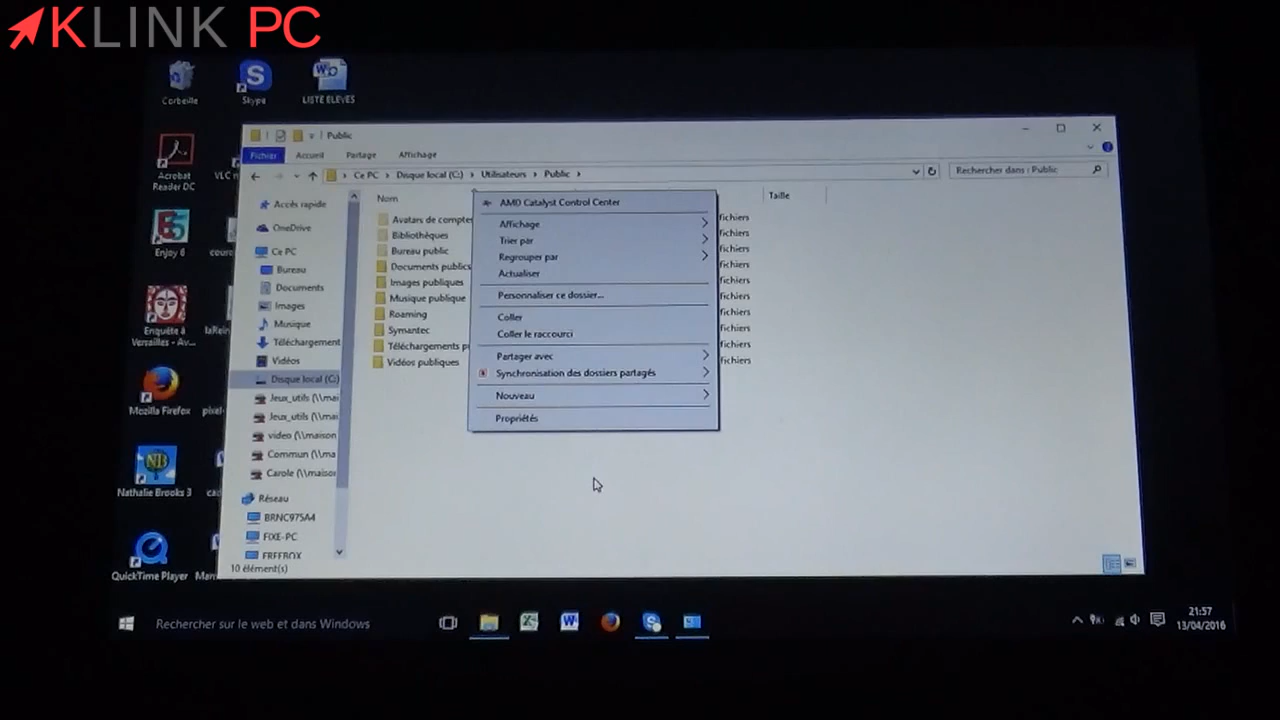 KLINK PC
Corbeille
Skype
LISTE ELEVES
Acrobat
Reader DC
VLC
Enjoy 6
Enquête à
Versailles - Av...
Mozilla Firefox
Nathalie Brooks 3
QuickTime Player
Public
Fichier Accueil Partage Affichage
Ce PC > Disque local (C:) > Utilisateurs > Public >
Rechercher dans : Public
Accès rapide
OneDrive
Ce PC
Bureau
Documents
Images
Musique
Téléchargement
Vidéos
Disque local (C:)
Jeux_utils (\\mai
Jeux_utils (\\mai
video (\\maison
Commun (\\ma
Carole (\\maison
Réseau
BRNC975A4
FIXE-PC
FREEBOX
10 élément(s)
Nom
Taille
Avatars de comptes
Bibliothèques
Bureau public
Documents publics
Images publiques
Musique publique
Roaming
Symantec
Téléchargements
Vidéos publiques
fichiers
fichiers
fichiers
fichiers
fichiers
fichiers
fichiers
fichiers
fichiers
fichiers
AMD Catalyst Control Center
Affichage
Trier par
Regrouper par
Actualiser
Personnaliser ce dossier...
Coller
Coller le raccourci
Partager avec
Synchronisation des dossiers partagés
Nouveau
Propriétés
Rechercher sur le web et dans Windows
21:57
13/04/2016